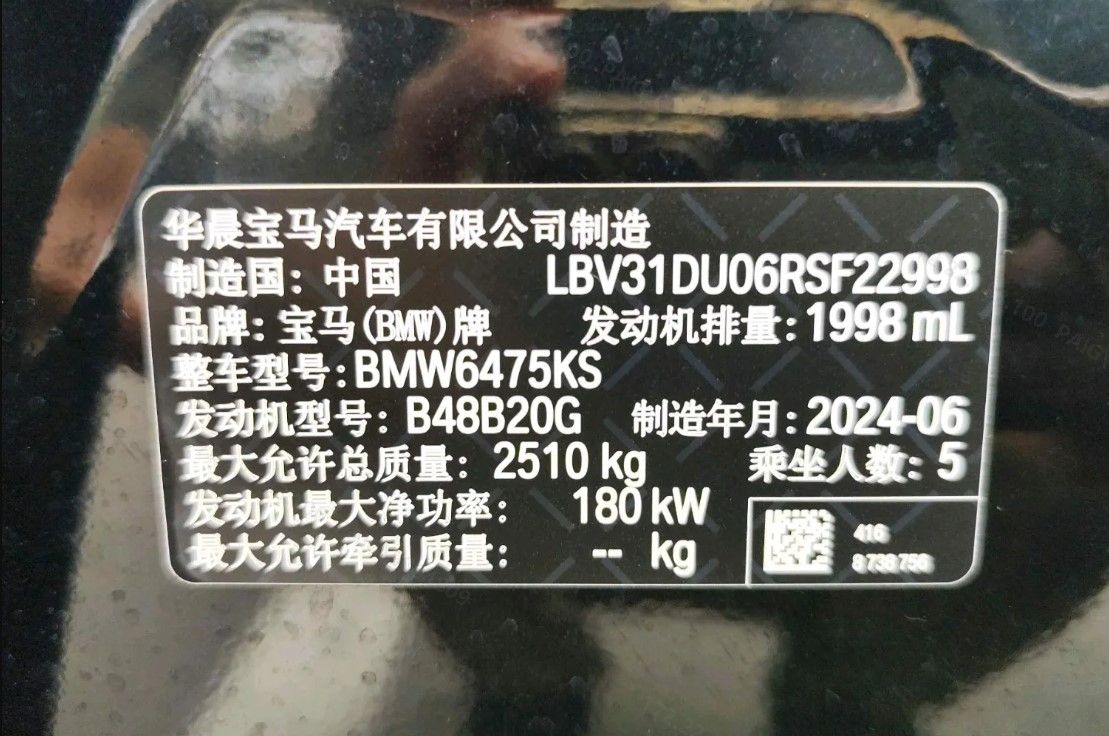 华晨宝马汽车有限公司制造
制造国：中国 LBV31DU06RSF22998
品牌：宝马(BMW)牌 发动机排量：1998 mL
整车型号：BMW6475KS
发动机型号：B48B20G 制造年月：2024-06
最大允许总质量：2510 kg 乘坐人数：5
发动机最大净功率：180 kW
最大允许牵引质量：-- kg
416
8 738 758